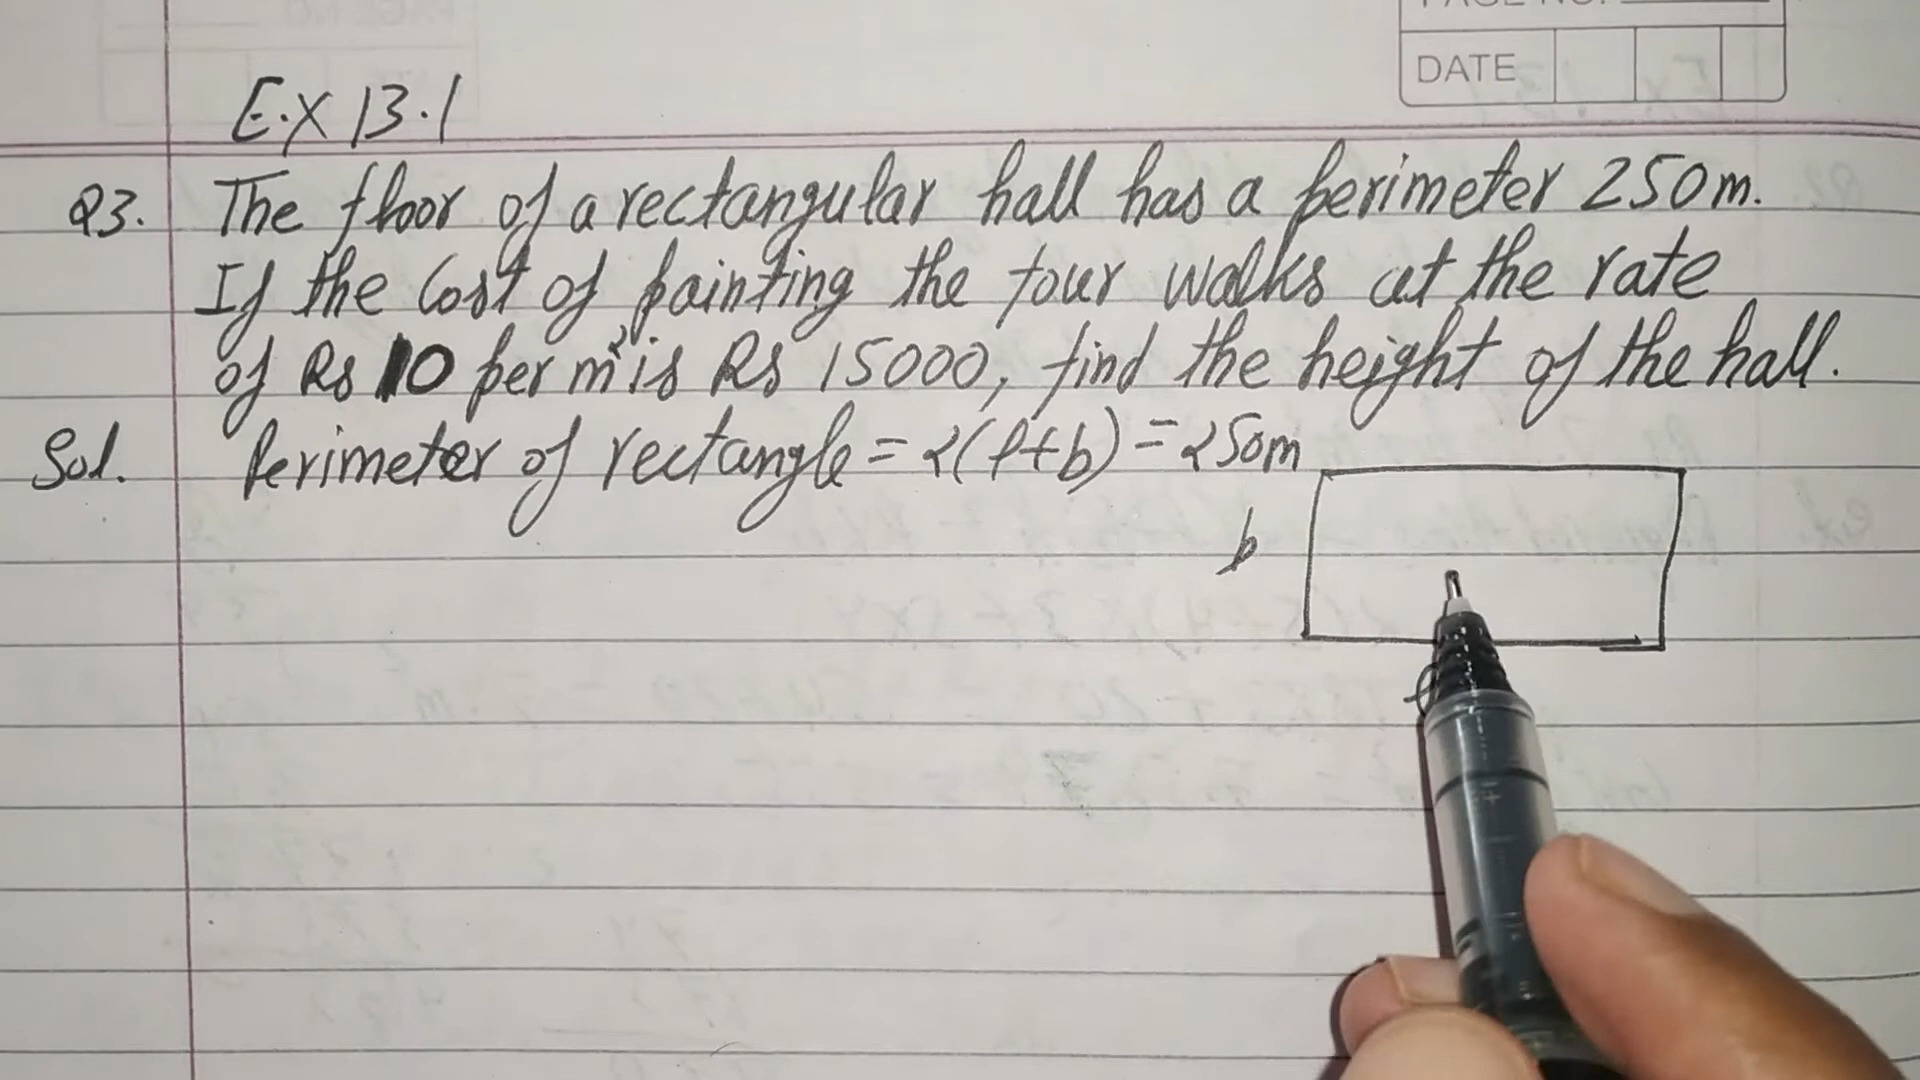 PAGE NO.
DATE
Ex 13.1
Q3. The floor of a rectangular hall has a perimeter 250m.
If the cost of painting the four walls at the rate
of Rs 10 per m² is Rs 15000, find the height of the hall.
Sol. Perimeter of rectangle = 2(l+b) = 250m
b
l